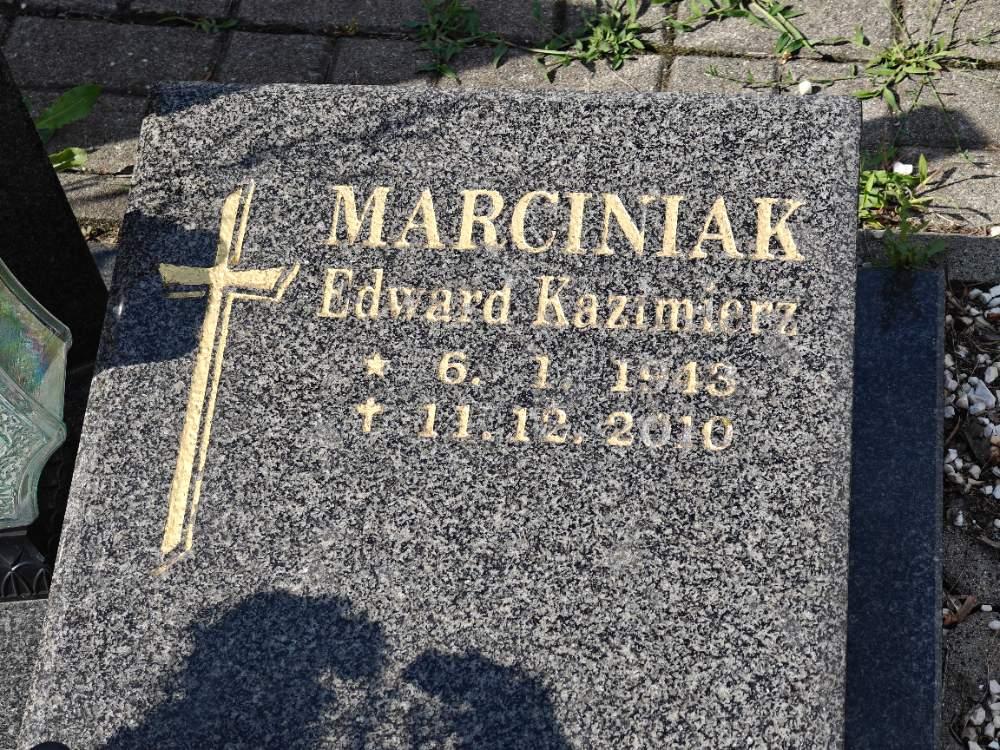 MARCINIAK
Edward Kazimierz
★ 6. 1. 1943
✝ 11. 12. 2010